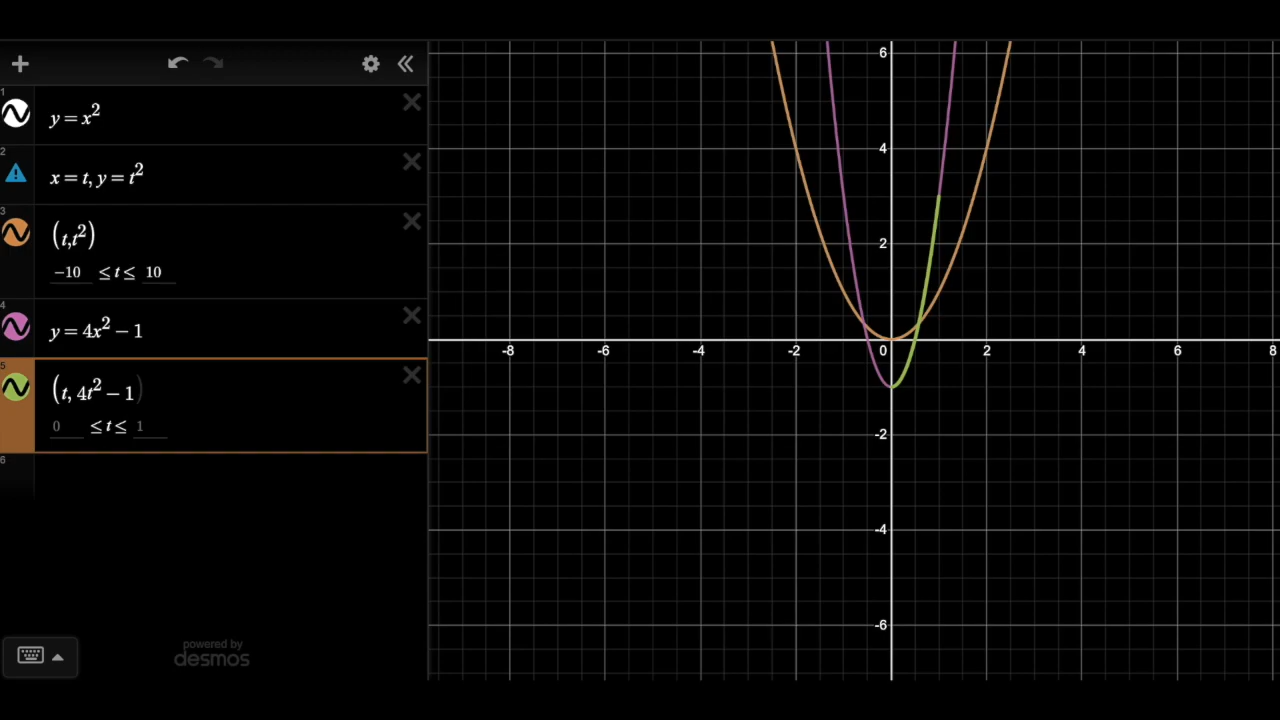 1
y = x²
2
x = t, y = t²
3
(t,t²)
−10 ≤ t ≤ 10
4
y = 4x² − 1
5
(t, 4t² − 1)
0 ≤ t ≤ 1
6
powered by
desmos
6
4
2
-8 -6 -4 -2 0 2 4 6 8
-2
-4
-6